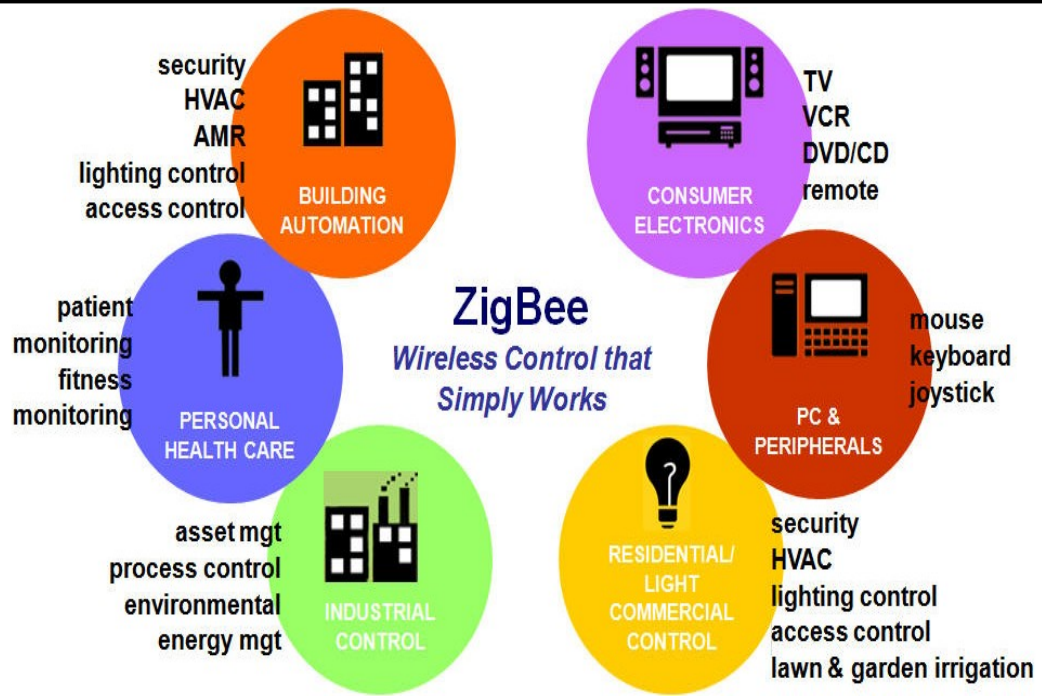 security
HVAC
AMR
lighting control
access control
BUILDING
AUTOMATION
CONSUMER
ELECTRONICS
TV
VCR
DVD/CD
remote
patient
monitoring
fitness
monitoring
PERSONAL
HEALTH CARE
ZigBee
Wireless Control that
Simply Works
PC &
PERIPHERALS
mouse
keyboard
joystick
asset mgt
process control
environmental
energy mgt
INDUSTRIAL
CONTROL
RESIDENTIAL/
LIGHT
COMMERCIAL
CONTROL
security
HVAC
lighting control
access control
lawn & garden irrigation